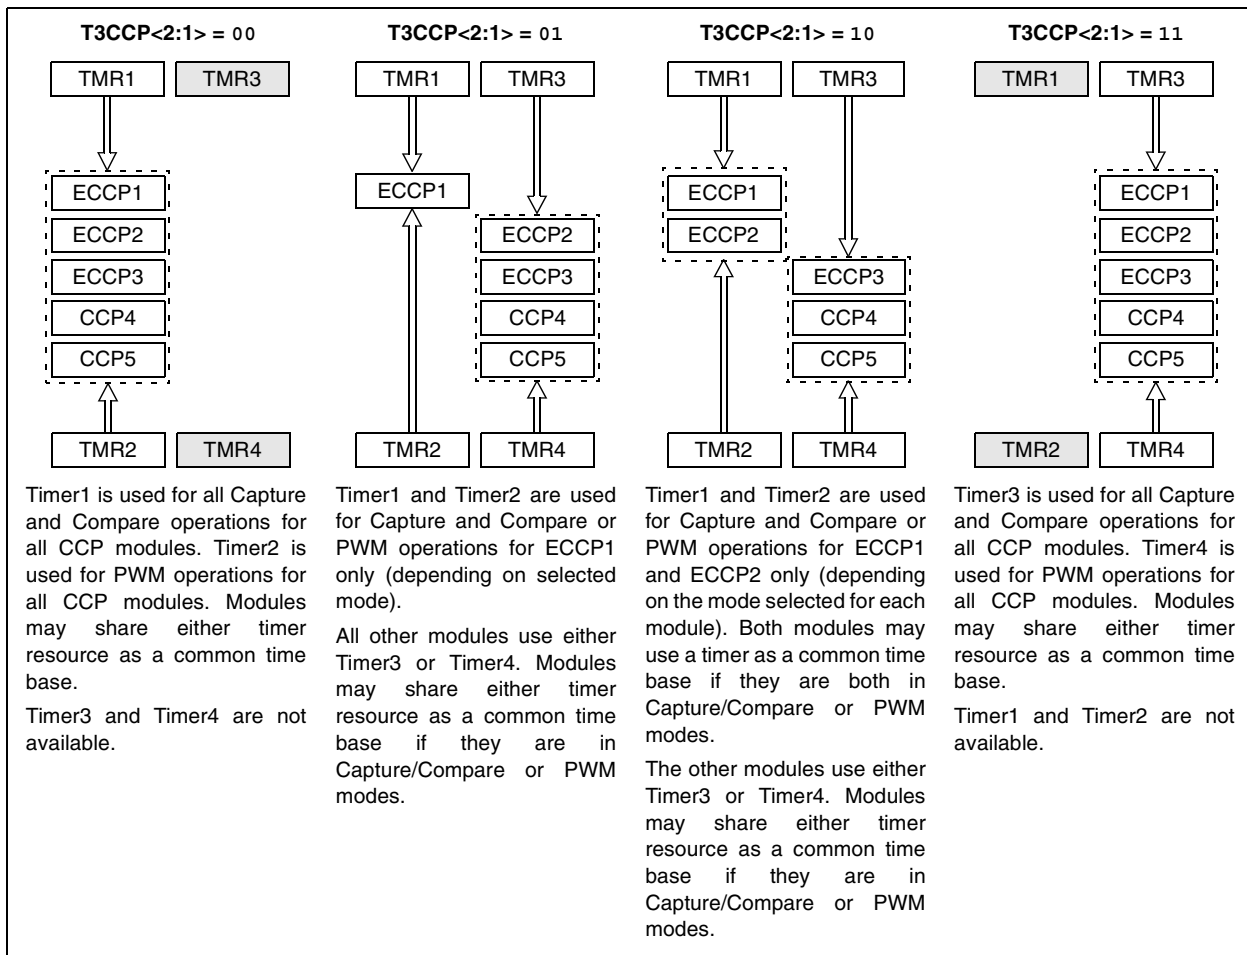 T3CCP<2:1> = 00
TMR1 TMR3
ECCP1
ECCP2
ECCP3
CCP4
CCP5
TMR2 TMR4
Timer1 is used for all Capture
and Compare operations for
all CCP modules. Timer2 is
used for PWM operations for
all CCP modules. Modules
may share either timer
resource as a common time
base.
Timer3 and Timer4 are not
available.
T3CCP<2:1> = 01
TMR1 TMR3
ECCP1
ECCP2
ECCP3
CCP4
CCP5
TMR2 TMR4
Timer1 and Timer2 are used
for Capture and Compare or
PWM operations for ECCP1
only (depending on selected
mode).
All other modules use either
Timer3 or Timer4. Modules
may share either timer
resource as a common time
base if they are in
Capture/Compare or PWM
modes.
T3CCP<2:1> = 10
TMR1 TMR3
ECCP1
ECCP2
ECCP3
CCP4
CCP5
TMR2 TMR4
Timer1 and Timer2 are used
for Capture and Compare or
PWM operations for ECCP1
and ECCP2 only (depending
on the mode selected for each
module). Both modules may
use a timer as a common time
base if they are both in
Capture/Compare or PWM
modes.
The other modules use either
Timer3 or Timer4. Modules
may share either timer
resource as a common time
base if they are in
Capture/Compare or PWM
modes.
T3CCP<2:1> = 11
TMR1 TMR3
ECCP1
ECCP2
ECCP3
CCP4
CCP5
TMR2 TMR4
Timer3 is used for all Capture
and Compare operations for
all CCP modules. Timer4 is
used for PWM operations for
all CCP modules. Modules
may share either timer
resource as a common time
base.
Timer1 and Timer2 are not
available.